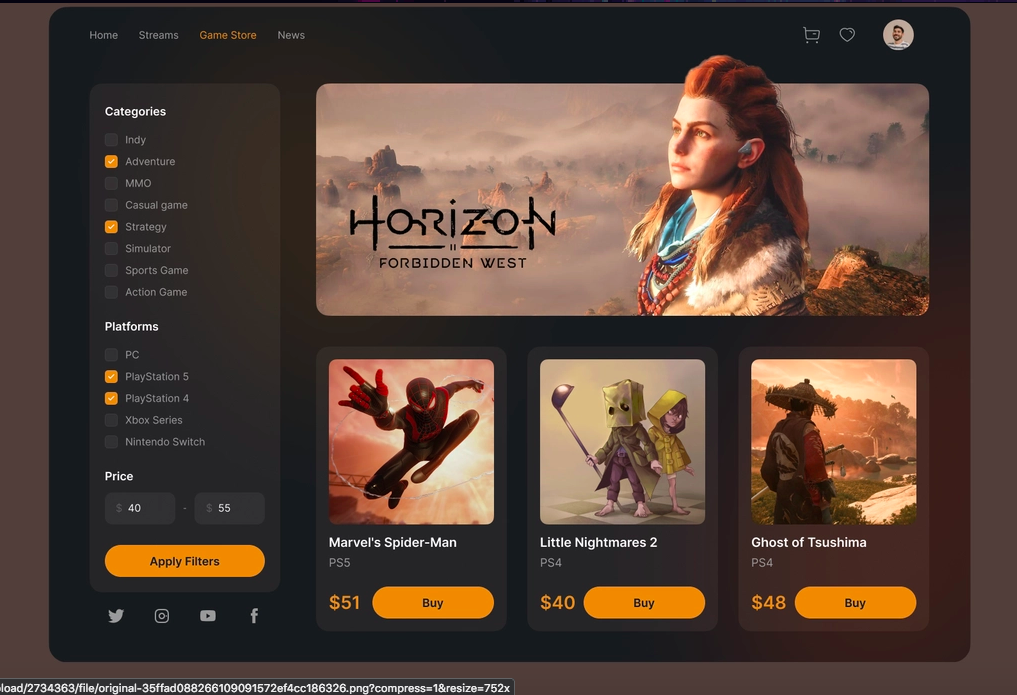 Home Streams Game Store News
Categories
Indy
Adventure
MMO
Casual game
Strategy
Simulator
Sports Game
Action Game
Platforms
PC
PlayStation 5
PlayStation 4
Xbox Series
Nintendo Switch
Price
$ 40 - $ 55
Apply Filters
HORIZON
FORBIDDEN WEST
Marvel's Spider-Man
PS5
$51 Buy
Little Nightmares 2
PS4
$40 Buy
Ghost of Tsushima
PS4
$48 Buy
load/2734363/file/original-35ffad088266109091572ef4cc186326.png?compress=1&resize=752x